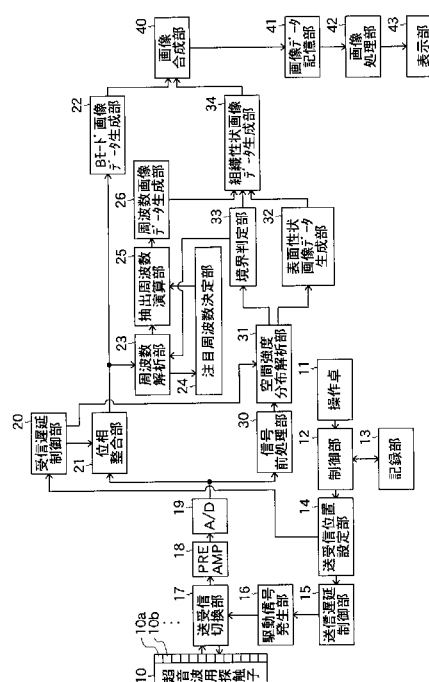 10
超音波用探触子
10a
10b
送受信切換部
17
PRE
AMP
18
A/D
19
駆動信号発生部
16
送信遅延
制御部
15
送受信位置
設定部
14
制御部
12
操作卓
11
記録部
13
受信遅延
制御部
20
位相
整合部
21
信号
前処理部
30
空間強度
分布解析部
31
周波数
解析部
23
注目周波数決定部
24
抽出周波数
演算部
25
周波数画像
データ生成部
26
Bモード画像
データ生成部
22
境界判定部
33
表面性状
画像データ
生成部
32
組織性状画像
データ生成部
34
画像
合成部
40
画像データ
記憶部
41
画像
処理部
42
表示部
43